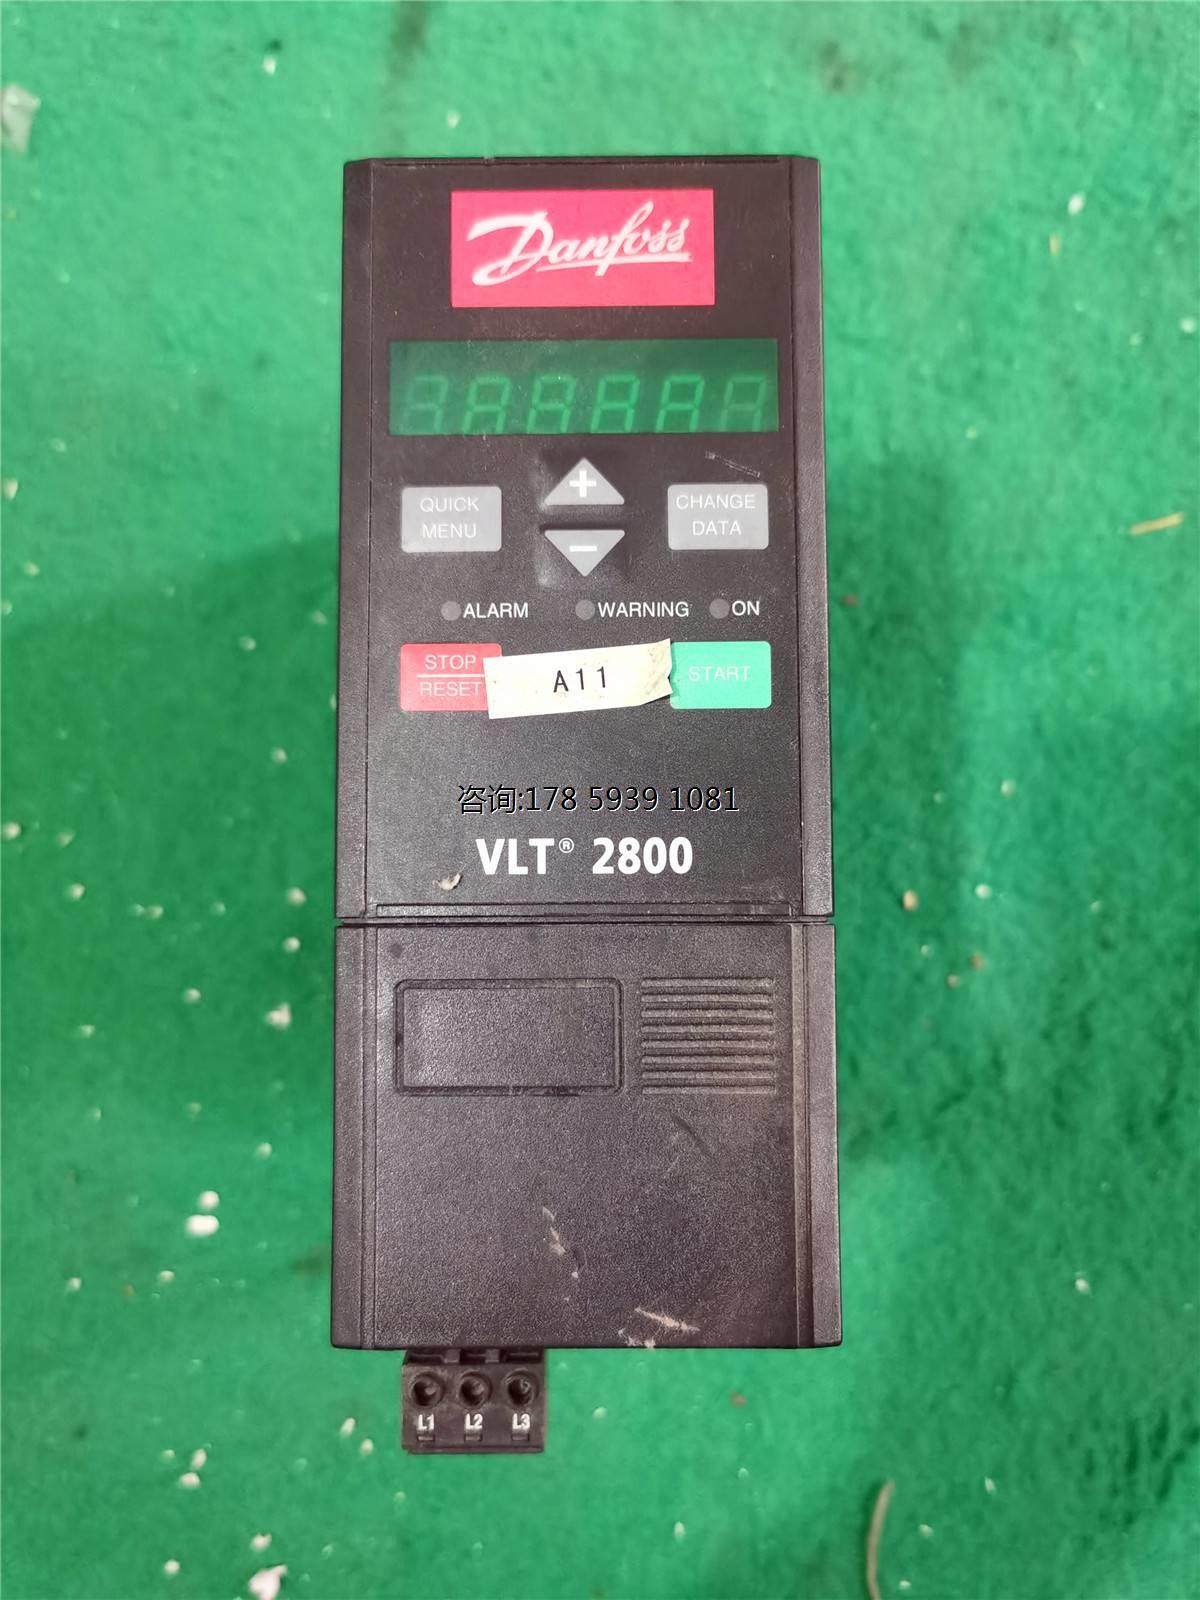 Danfoss
QUICK
MENU
+
-
CHANGE
DATA
ALARM
WARNING
ON
STOP
RESET
A11
START
咨询:178 5939 1081
VLT® 2800
L1
L2
L3